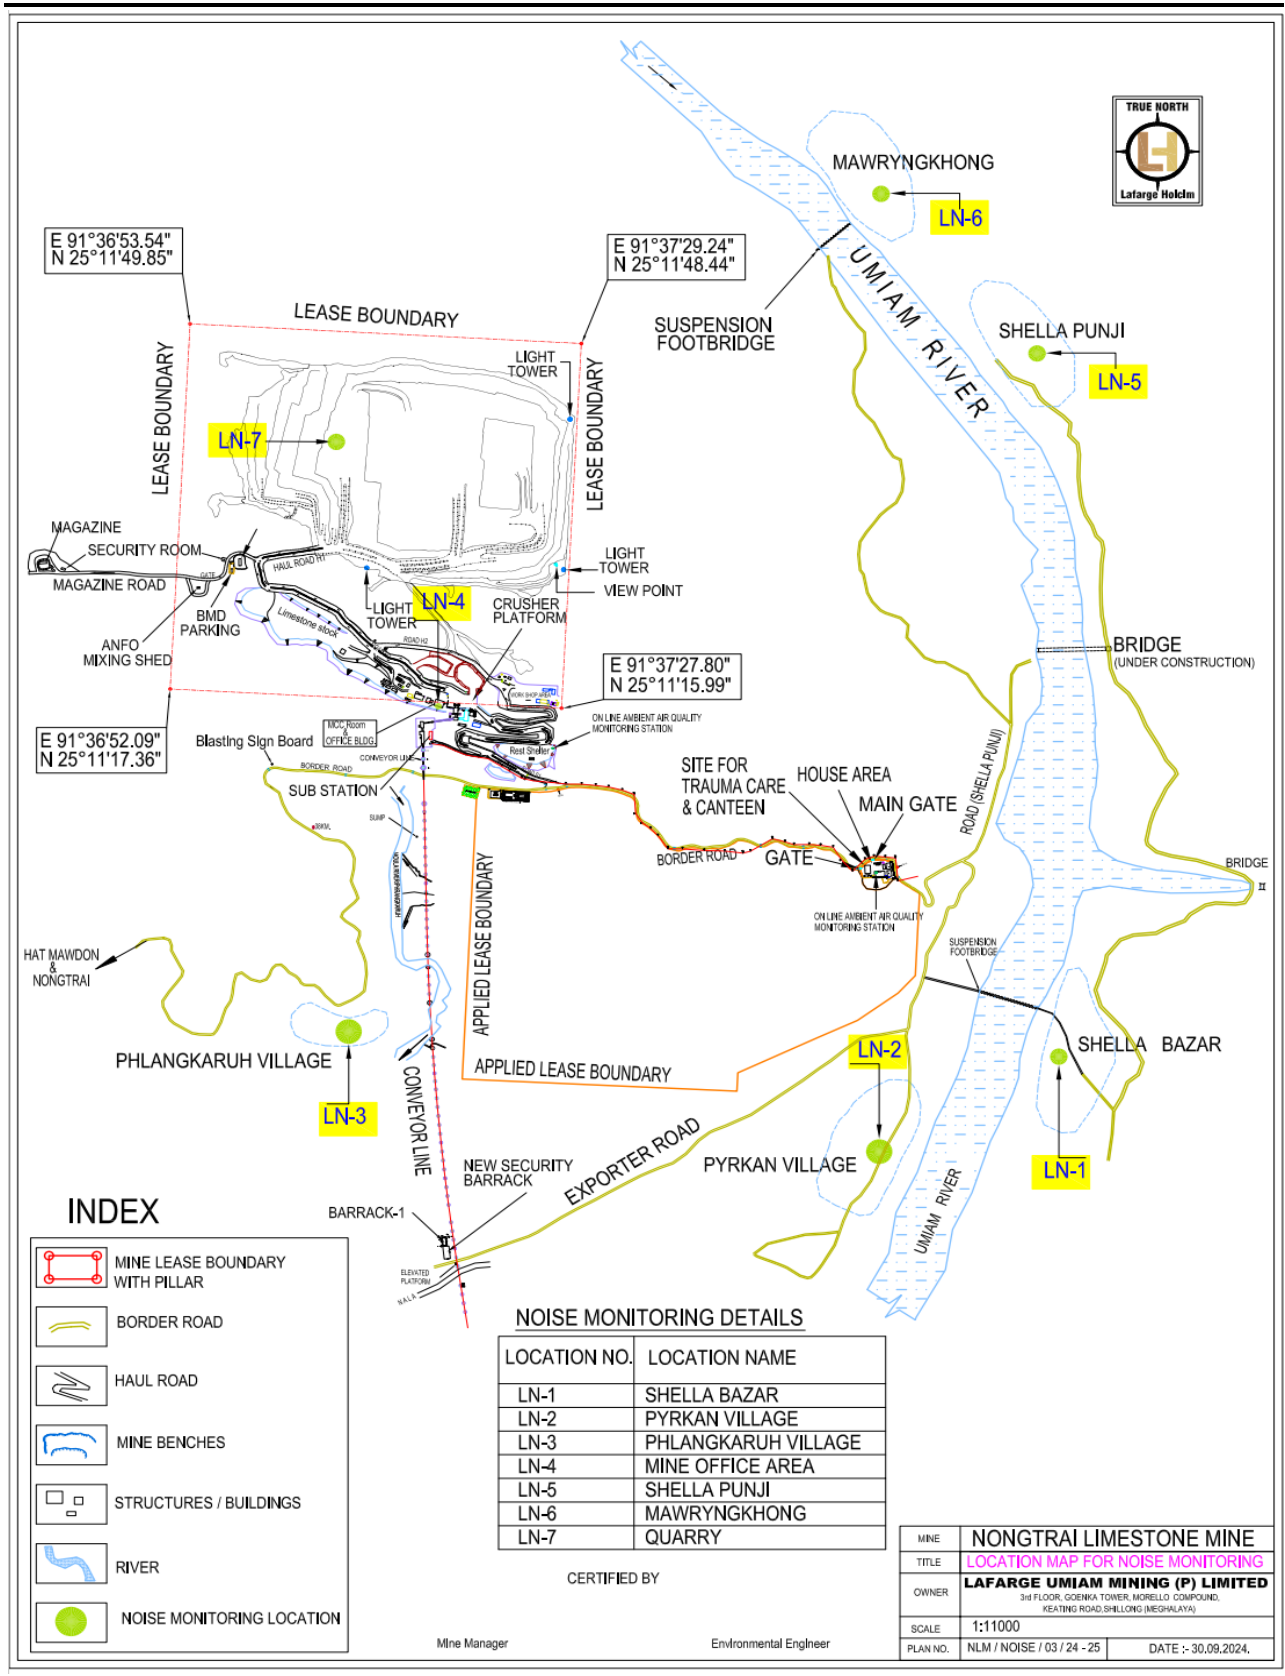 TRUE NORTH
Lafarge Holcim
MAWRYNGKHONG
LN-6
E 91°36'53.54"
N 25°11'49.85"
E 91°37'29.24"
N 25°11'48.44"
UMIAM RIVER
LEASE BOUNDARY
SUSPENSION
FOOTBRIDGE
SHELLA PUNJI
LN-5
LIGHT
TOWER
LEASE BOUNDARY
LEASE BOUNDARY
LN-7
MAGAZINE
SECURITY ROOM
GATE
MAGAZINE ROAD
HAUL ROAD H1
LIGHT
TOWER
VIEW POINT
LIGHT
TOWER
LN-4
CRUSHER
PLATFORM
BMD
PARKING
Limestone stock
ANFO
MIXING SHED
ROAD H2
BRIDGE
(UNDER CONSTRUCTION)
E 91°37'27.80"
N 25°11'15.99"
WORK SHOP AREA
ON LINE AMBIENT AIR QUALITY
MONITORING STATION
E 91°36'52.09"
N 25°11'17.36"
MCC Room
&
OFFICE BLDG.
Blasting Sign Board
BORDER ROAD
CONVEYOR LINE
Rest Shelter
SUB STATION
SITE FOR
TRAUMA CARE
& CANTEEN
HOUSE AREA
MAIN GATE
ROAD (SHELLA PUNJI)
SUMP
BORDER ROAD
GATE
BRIDGE
ON LINE AMBIENT AIR QUALITY
MONITORING STATION
APPLIED LEASE BOUNDARY
SUSPENSION
FOOTBRIDGE
HAT MAWDON
&
NONGTRAI
PHLANGKARUH VILLAGE
LN-3
CONVEYOR LINE
APPLIED LEASE BOUNDARY
LN-2
SHELLA BAZAR
LN-1
PYRKAN VILLAGE
EXPORTER ROAD
NEW SECURITY
BARRACK
BARRACK-1
UMIAM RIVER
ELEVATED
PLATFORM
NALA
INDEX
MINE LEASE BOUNDARY
WITH PILLAR
BORDER ROAD
HAUL ROAD
MINE BENCHES
STRUCTURES / BUILDINGS
RIVER
NOISE MONITORING LOCATION
NOISE MONITORING DETAILS
LOCATION NO. LOCATION NAME
LN-1 SHELLA BAZAR
LN-2 PYRKAN VILLAGE
LN-3 PHLANGKARUH VILLAGE
LN-4 MINE OFFICE AREA
LN-5 SHELLA PUNJI
LN-6 MAWRYNGKHONG
LN-7 QUARRY
CERTIFIED BY
Mine Manager Environmental Engineer
MINE NONGTRAI LIMESTONE MINE
TITLE LOCATION MAP FOR NOISE MONITORING
OWNER LAFARGE UMIAM MINING (P) LIMITED
3rd FLOOR, GOENKA TOWER, MORELLO COMPOUND,
KEATING ROAD,SHILLONG (MEGHALAYA)
SCALE 1:11000
PLAN NO. NLM / NOISE / 03 / 24 - 25 DATE :- 30.09.2024.